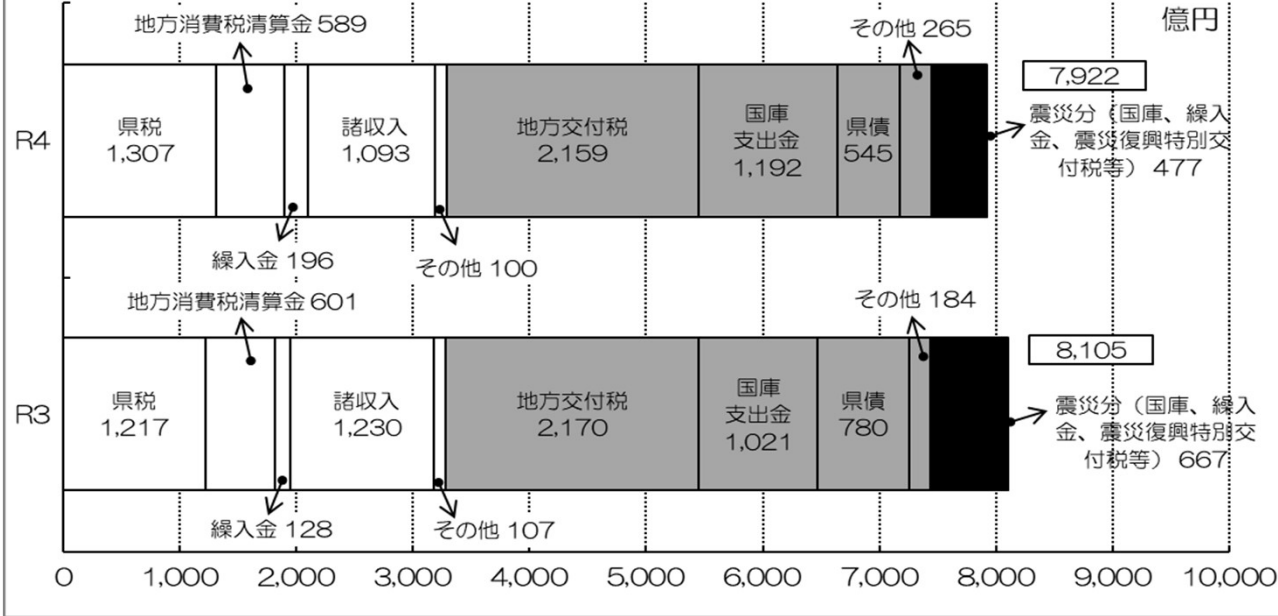 億円
地方消費税清算金 589
その他 265
7,922
R4
県税
1,307
諸収入
1,093
地方交付税
2,159
国庫
支出金
1,192
県債
545
震災分（国庫、繰入
金、震災復興特別交
付税等） 477
繰入金 196
その他 100
地方消費税清算金 601
その他 184
8,105
R3
県税
1,217
諸収入
1,230
地方交付税
2,170
国庫
支出金
1,021
県債
780
震災分（国庫、繰入
金、震災復興特別交
付税等） 667
繰入金 128
その他 107
0 1,000 2,000 3,000 4,000 5,000 6,000 7,000 8,000 9,000 10,000